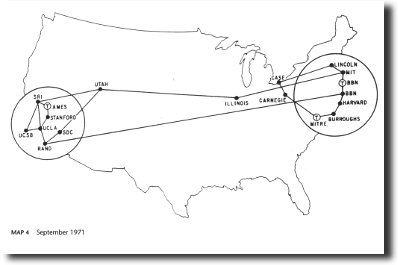 LINCOLN
CASE
MIT
UTAH
T BBN
SRI
T AMES
ILLINOIS
CARNEGIE
BBN
HARVARD
STANFORD
T
MITRE
BURROUGHS
UCSB
UCLA
SDC
RAND
MAP 4 September 1971